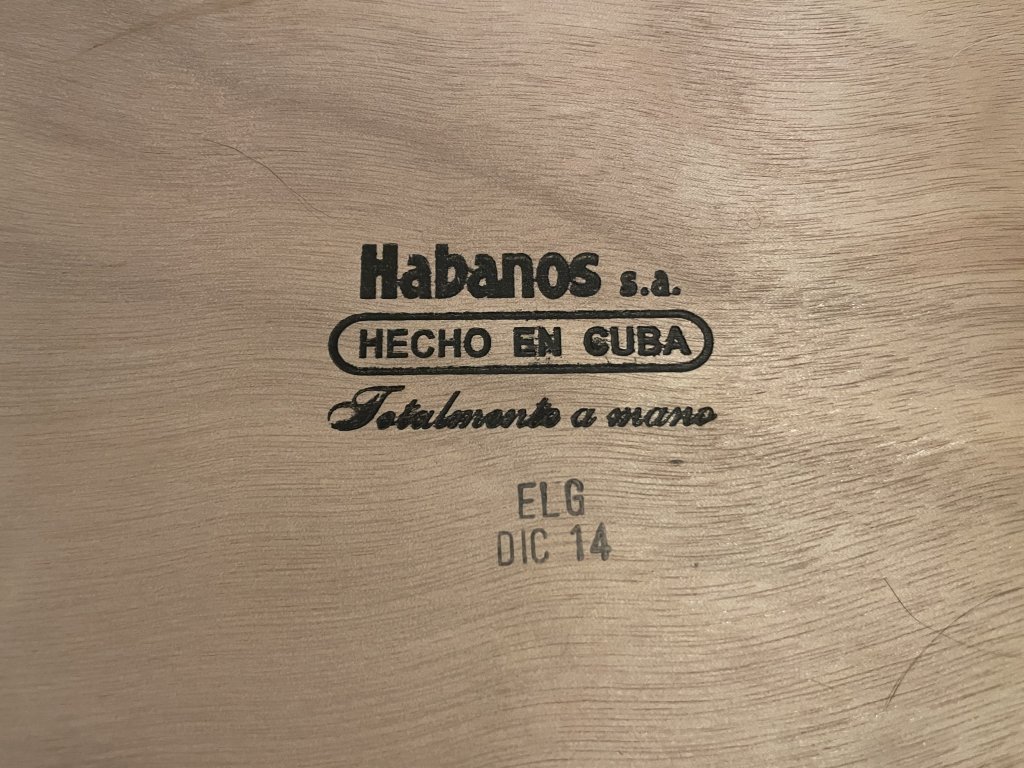 Habanos s.a.
HECHO EN CUBA
Totalmente a mano
ELG
DIC 14